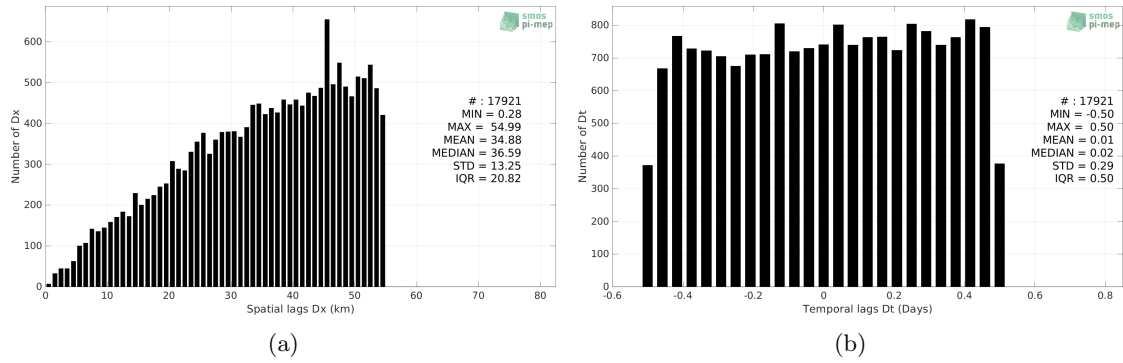 smos
pi-mep
600
500
400
300
200
100
0
Number of Dx
# : 17921
MIN = 0.28
MAX = 54.99
MEAN = 34.88
MEDIAN = 36.59
STD = 13.25
IQR = 20.82
0 10 20 30 40 50 60 70 80
Spatial lags Dx (km)
(a)
smos
pi-mep
800
700
600
500
400
300
200
100
0
Number of Dt
# : 17921
MIN = -0.50
MAX = 0.50
MEAN = 0.01
MEDIAN = 0.02
STD = 0.29
IQR = 0.50
-0.6 -0.4 -0.2 0 0.2 0.4 0.6 0.8
Temporal lags Dt (Days)
(b)